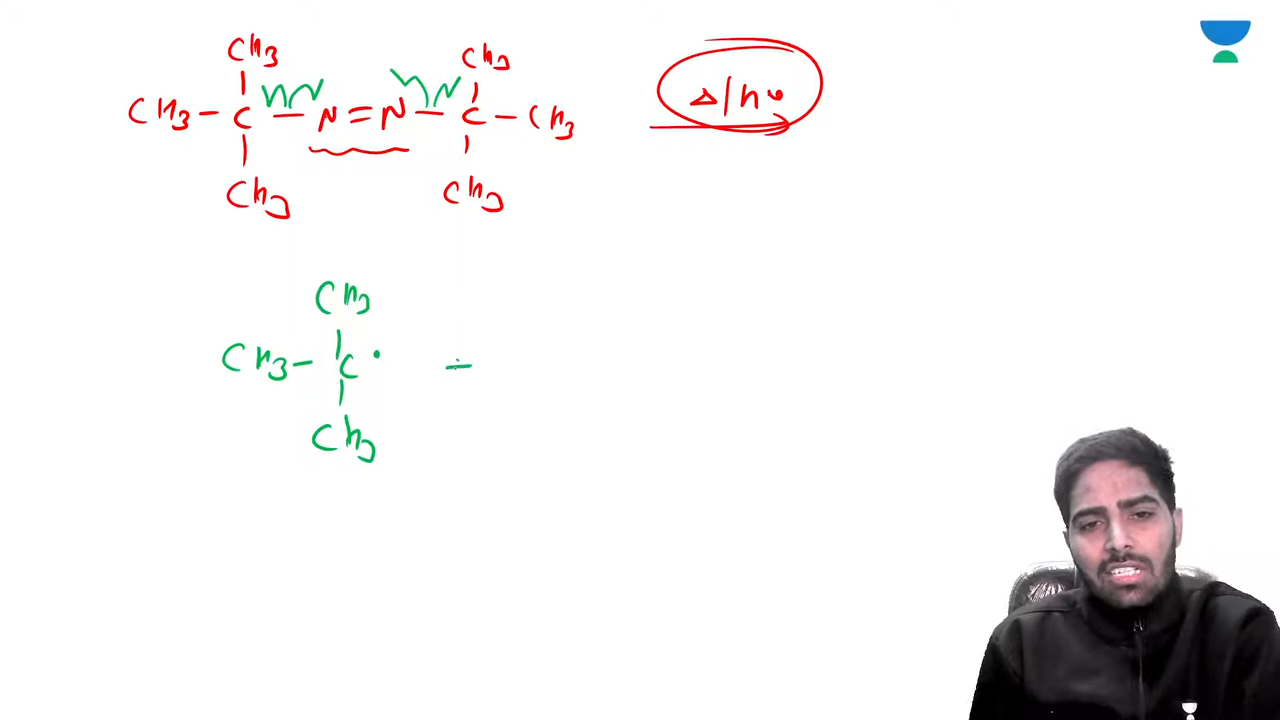 CH3 CH3
CH3 - C - N = N - C - CH3 Δ/hν
CH3 CH3
CH3
CH3 - C •
CH3